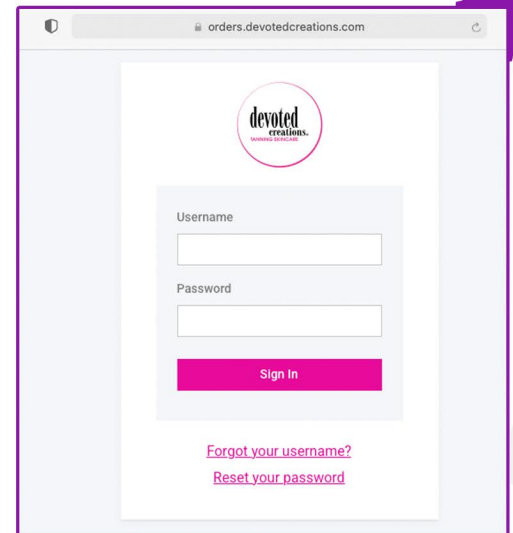 orders.devotedcreations.com
devoted
creations.
TANNING SKINCARE
Username
Password
Sign In
Forgot your username?
Reset your password